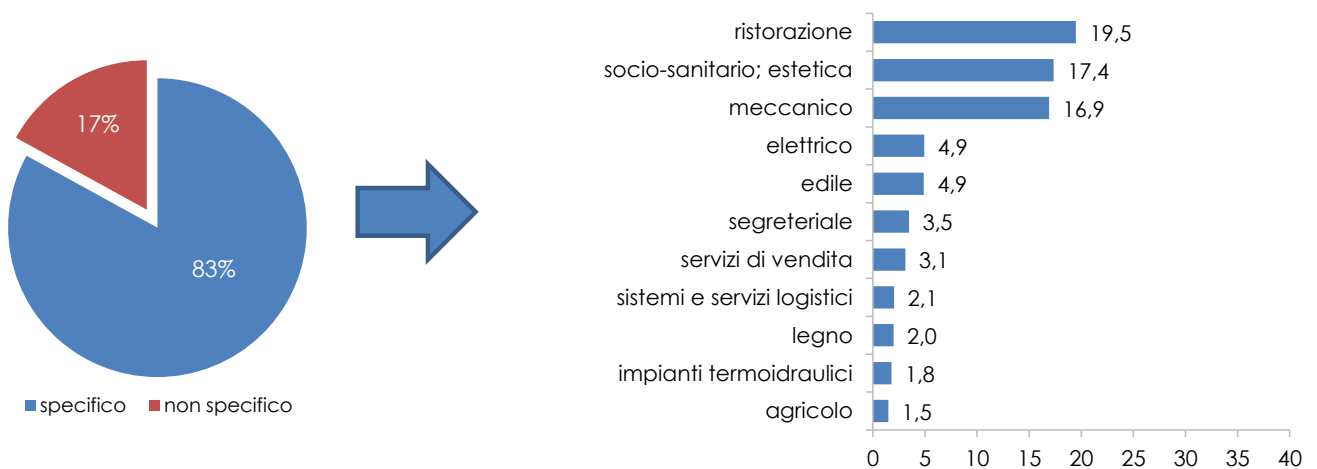 17%
83%
specifico
non specifico
ristorazione 19,5
socio-sanitario; estetica 17,4
meccanico 16,9
elettrico 4,9
edile 4,9
segreteriale 3,5
servizi di vendita 3,1
sistemi e servizi logistici 2,1
legno 2,0
impianti termoidraulici 1,8
agricolo 1,5
0 5 10 15 20 25 30 35 40